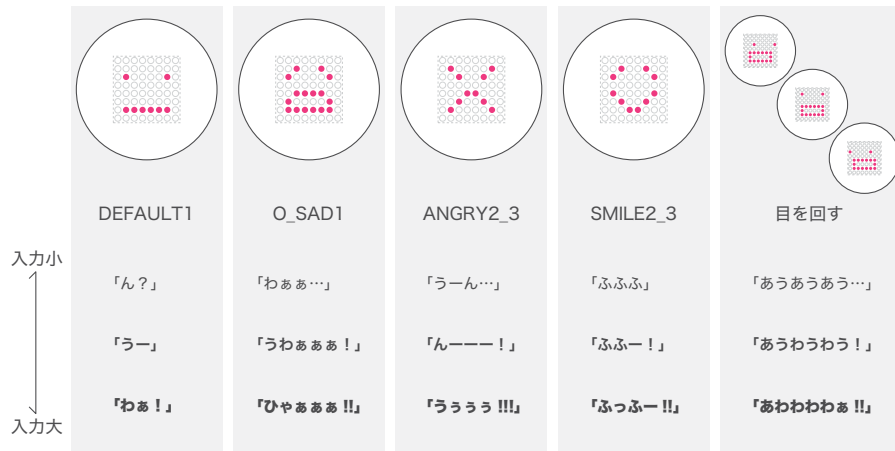 DEFAULT1
O_SAD1
ANGRY2_3
SMILE2_3
目を回す
入力小
「ん？」
「わぁぁ…」
「うーん…」
「ふふふ」
「あうあうあう…」
「うー」
「うわぁぁぁ！」
「んーーー！」
「ふふー！」
「あうわうわう！」
「わぁ！」
「ひゃぁぁぁ!!」
「うぅぅぅ!!!」
「ふっふー!!」
「あわわわわぁ!!」
入力大